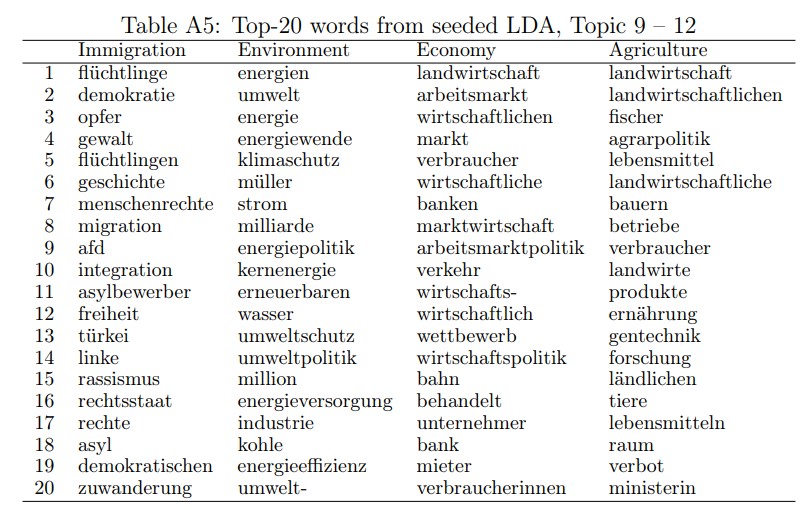 Table A5: Top-20 words from seeded LDA, Topic 9 – 12
Immigration Environment Economy Agriculture
1 flüchtlinge energien landwirtschaft landwirtschaft
2 demokratie umwelt arbeitsmarkt landwirtschaftlichen
3 opfer energie wirtschaftlichen fischer
4 gewalt energiewende markt agrarpolitik
5 flüchtlingen klimaschutz verbraucher lebensmittel
6 geschichte müller wirtschaftliche landwirtschaftliche
7 menschenrechte strom banken bauern
8 migration milliarde marktwirtschaft betriebe
9 afd energiepolitik arbeitsmarktpolitik verbraucher
10 integration kernenergie verkehr landwirte
11 asylbewerber erneuerbaren wirtschafts- produkte
12 freiheit wasser wirtschaftlich ernährung
13 türkei umweltschutz wettbewerb gentechnik
14 linke umweltpolitik wirtschaftspolitik forschung
15 rassismus million bahn ländlichen
16 rechtsstaat energieversorgung behandelt tiere
17 rechte industrie unternehmer lebensmitteln
18 asyl kohle bank raum
19 demokratischen energieeffizienz mieter verbot
20 zuwanderung umwelt- verbraucherinnen ministerin